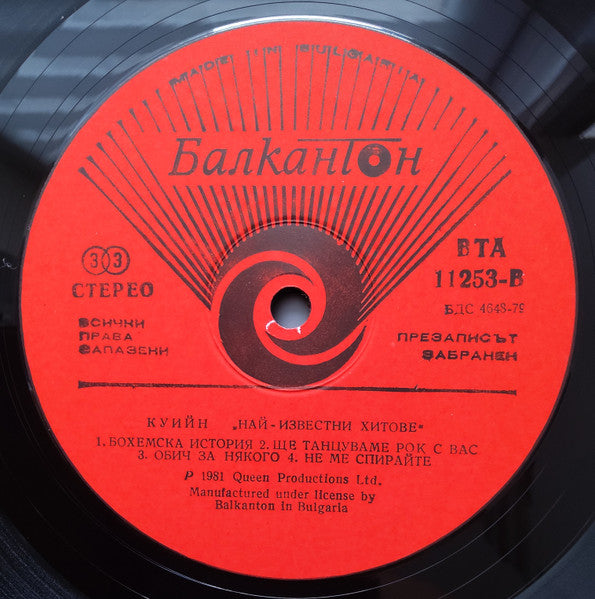 MADE IN BULGARIA
Балкантон
33
СТЕРЕО
ВТА
11253-В
БДС 4648-79
ВСИЧКИ
ПРАВА
ЗАПАЗЕНИ
ПРЕЗАПИСЪТ
ЗАБРАНЕН
КУИЙН „НАЙ-ИЗВЕСТНИ ХИТОВЕ“
1. БОХЕМСКА ИСТОРИЯ 2. ЩЕ ТАНЦУВАМЕ РОК С ВАС
3. ОБИЧ ЗА НЯКОГО 4. НЕ МЕ СПИРАЙТЕ
P 1981 Queen Productions Ltd.
Manufactured under license by
Balkanton in Bulgaria